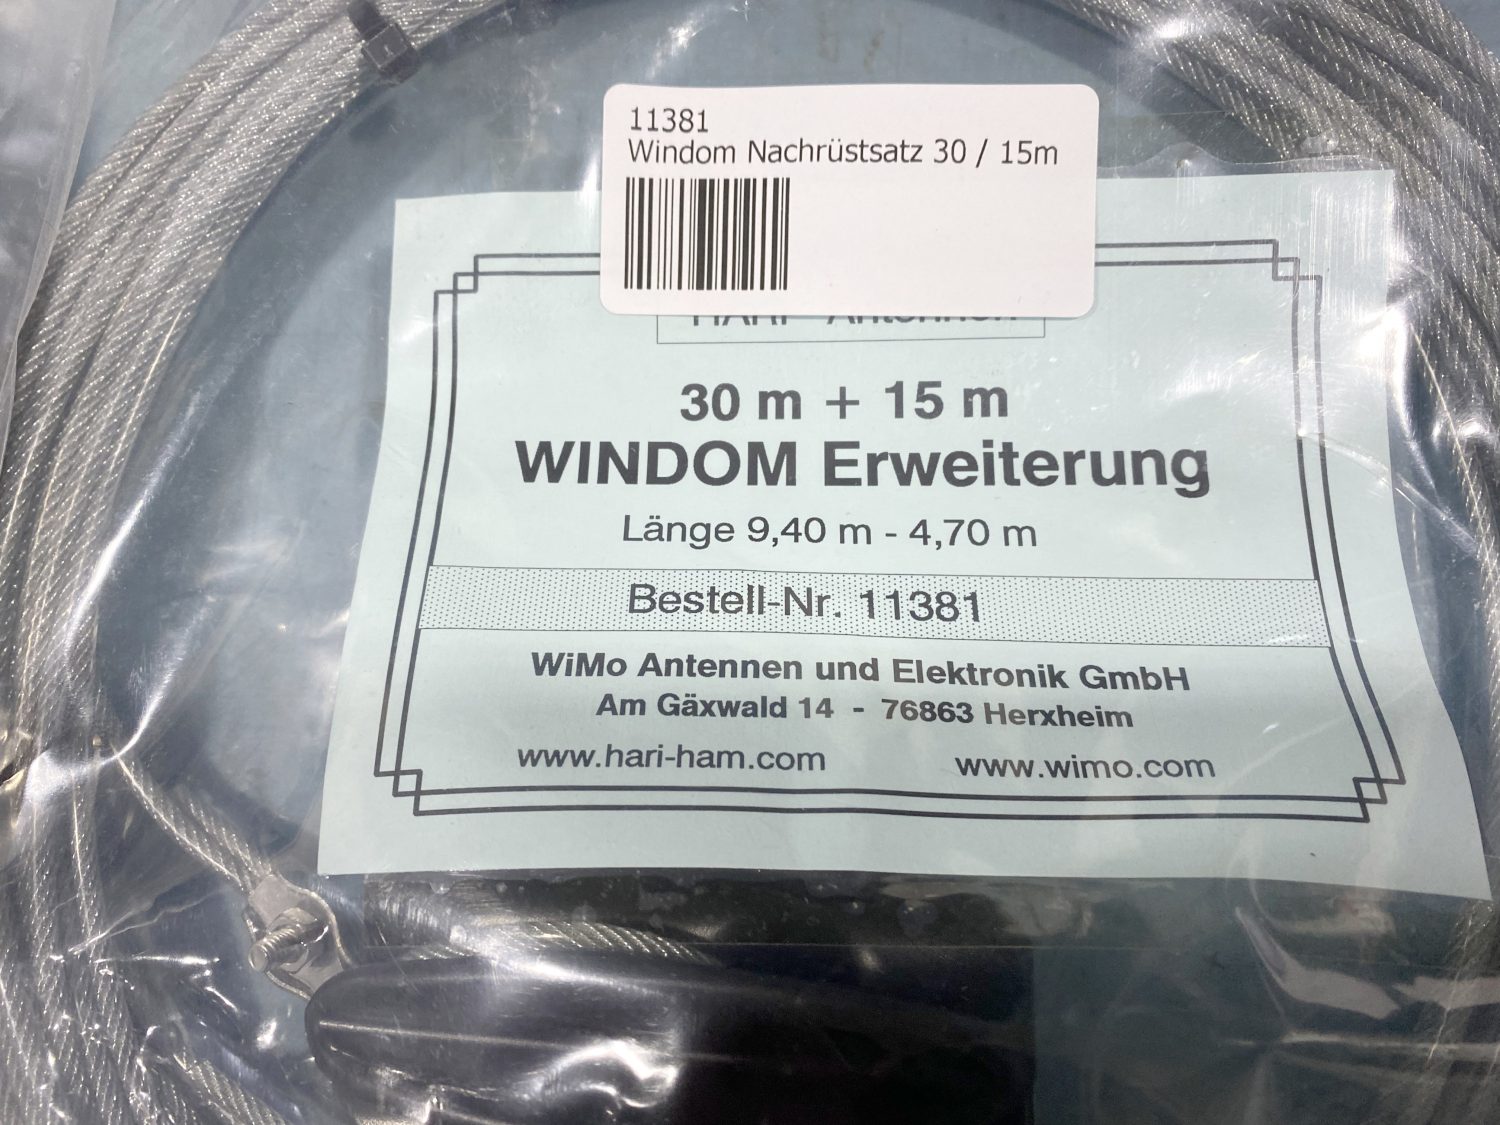 11381
Windom Nachrüstsatz 30 / 15m
30 m + 15 m
WINDOM Erweiterung
Länge 9,40 m - 4,70 m
Bestell-Nr. 11381
WiMo Antennen und Elektronik GmbH
Am Gäxwald 14 - 76863 Herxheim
www.hari-ham.com www.wimo.com